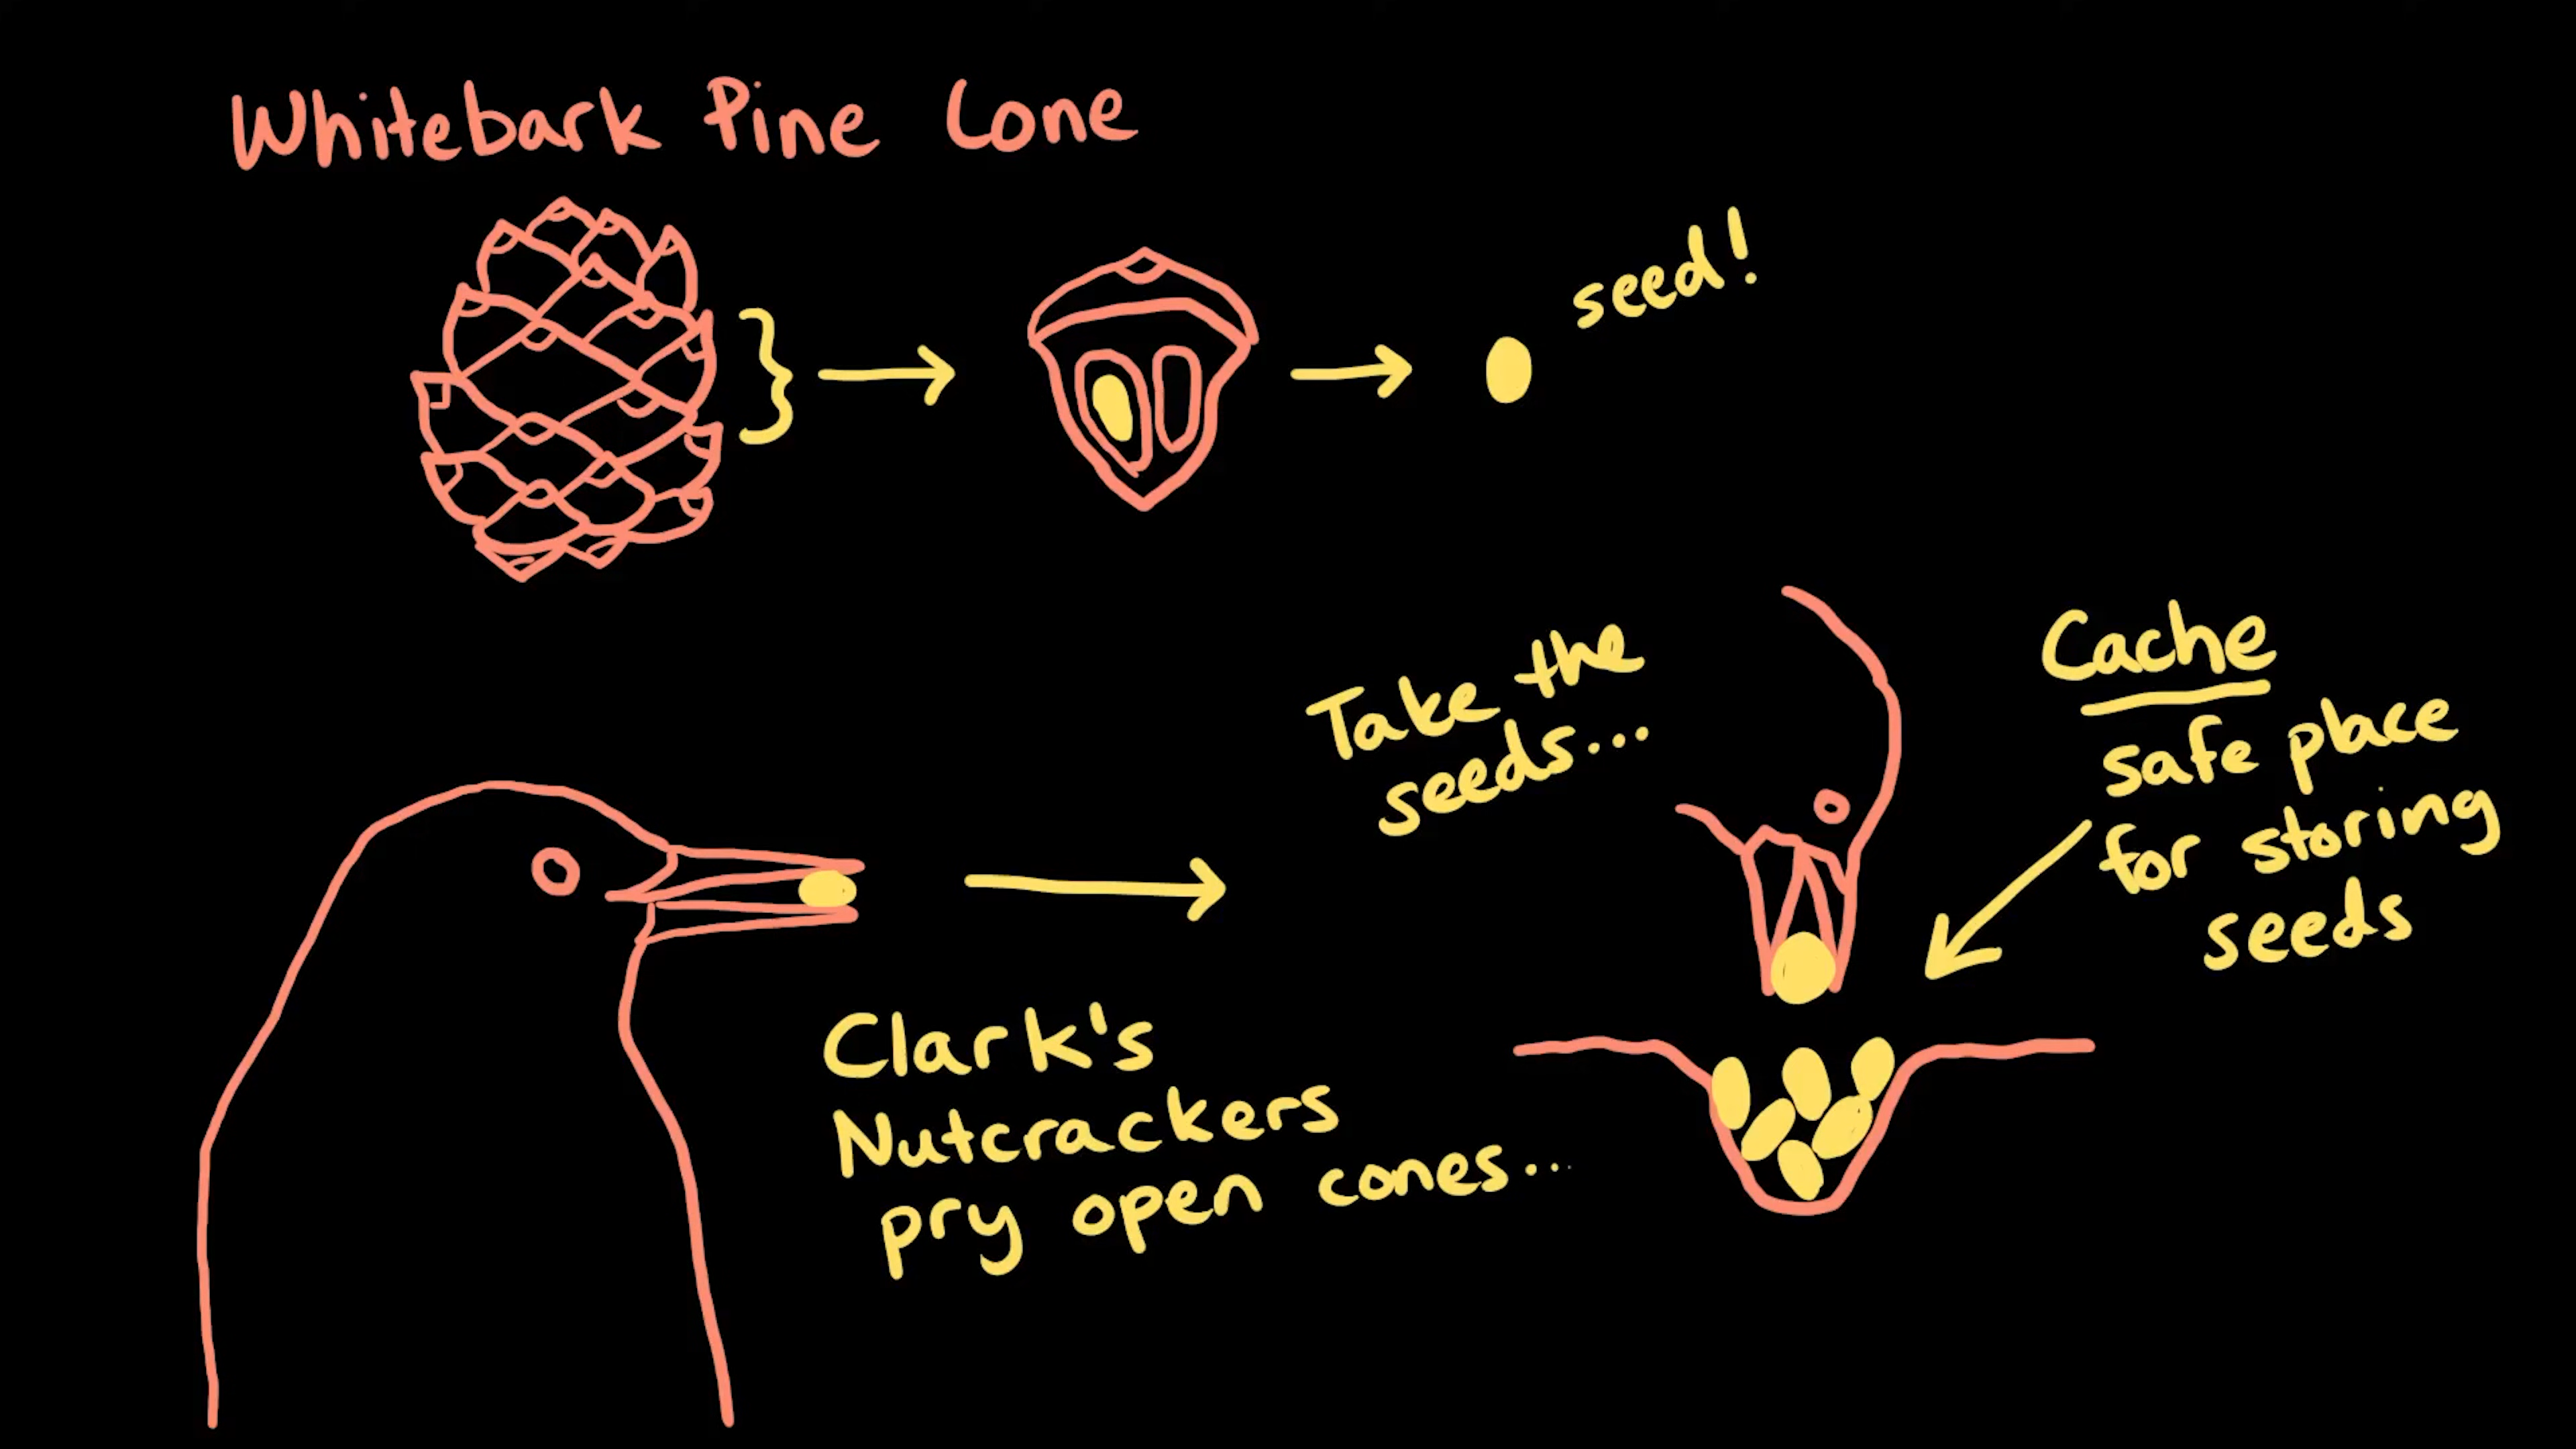 Whitebark Pine Cone
seed!
Take the
seeds...
Cache
safe place
for storing
seeds
Clark's
Nutcrackers
pry open cones...